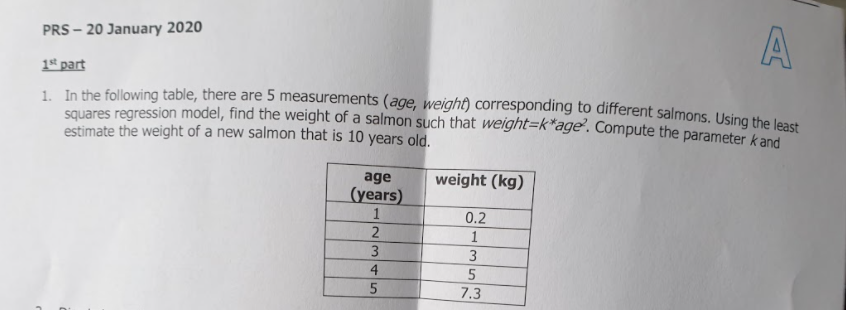 PRS – 20 January 2020
A
1st part
1. In the following table, there are 5 measurements (age, weight) corresponding to different salmons. Using the least
squares regression model, find the weight of a salmon such that weight=k*age². Compute the parameter k and
estimate the weight of a new salmon that is 10 years old.
age weight (kg)
(years)
1 0.2
2 1
3 3
4 5
5 7.3